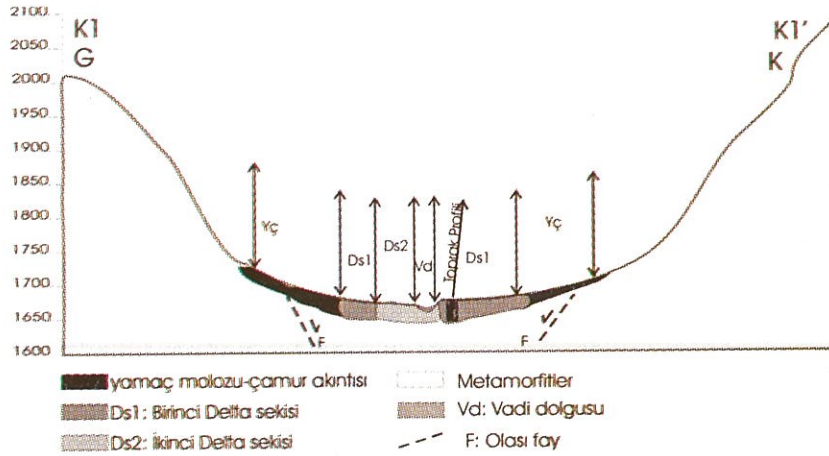 2100
K1
G
2050
2000
1950
1900
1850
1800
1750
1700
1650
1600
K1'
K
Yç
Ds1
Ds2
Vd
Toprak Profili
Ds1
Yç
F
F
yamaç molozu-çamur akıntısı
Ds1: Birinci Delta sekisi
Ds2: İkinci Delta sekisi
Metamorfitler
Vd: Vadi dolgusu
F: Olası fay